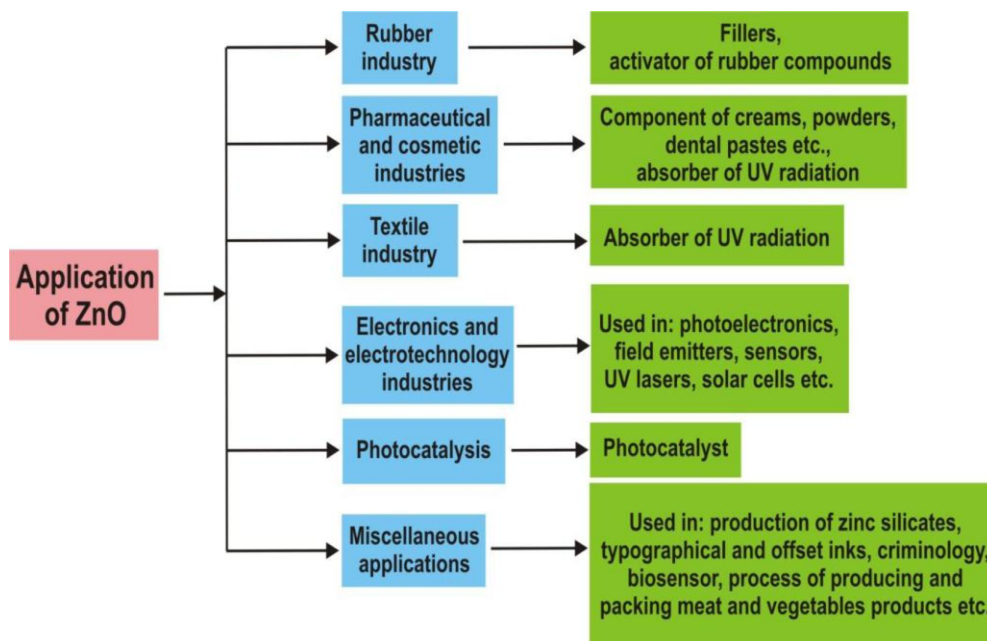 Application
of ZnO
Rubber
industry
Fillers,
activator of rubber compounds
Pharmaceutical
and cosmetic
industries
Component of creams, powders,
dental pastes etc.,
absorber of UV radiation
Textile
industry
Absorber of UV radiation
Electronics and
electrotechnology
industries
Used in: photoelectronics,
field emitters, sensors,
UV lasers, solar cells etc.
Photocatalysis
Photocatalyst
Miscellaneous
applications
Used in: production of zinc silicates,
typographical and offset inks, criminology,
biosensor, process of producing and
packing meat and vegetables products etc.